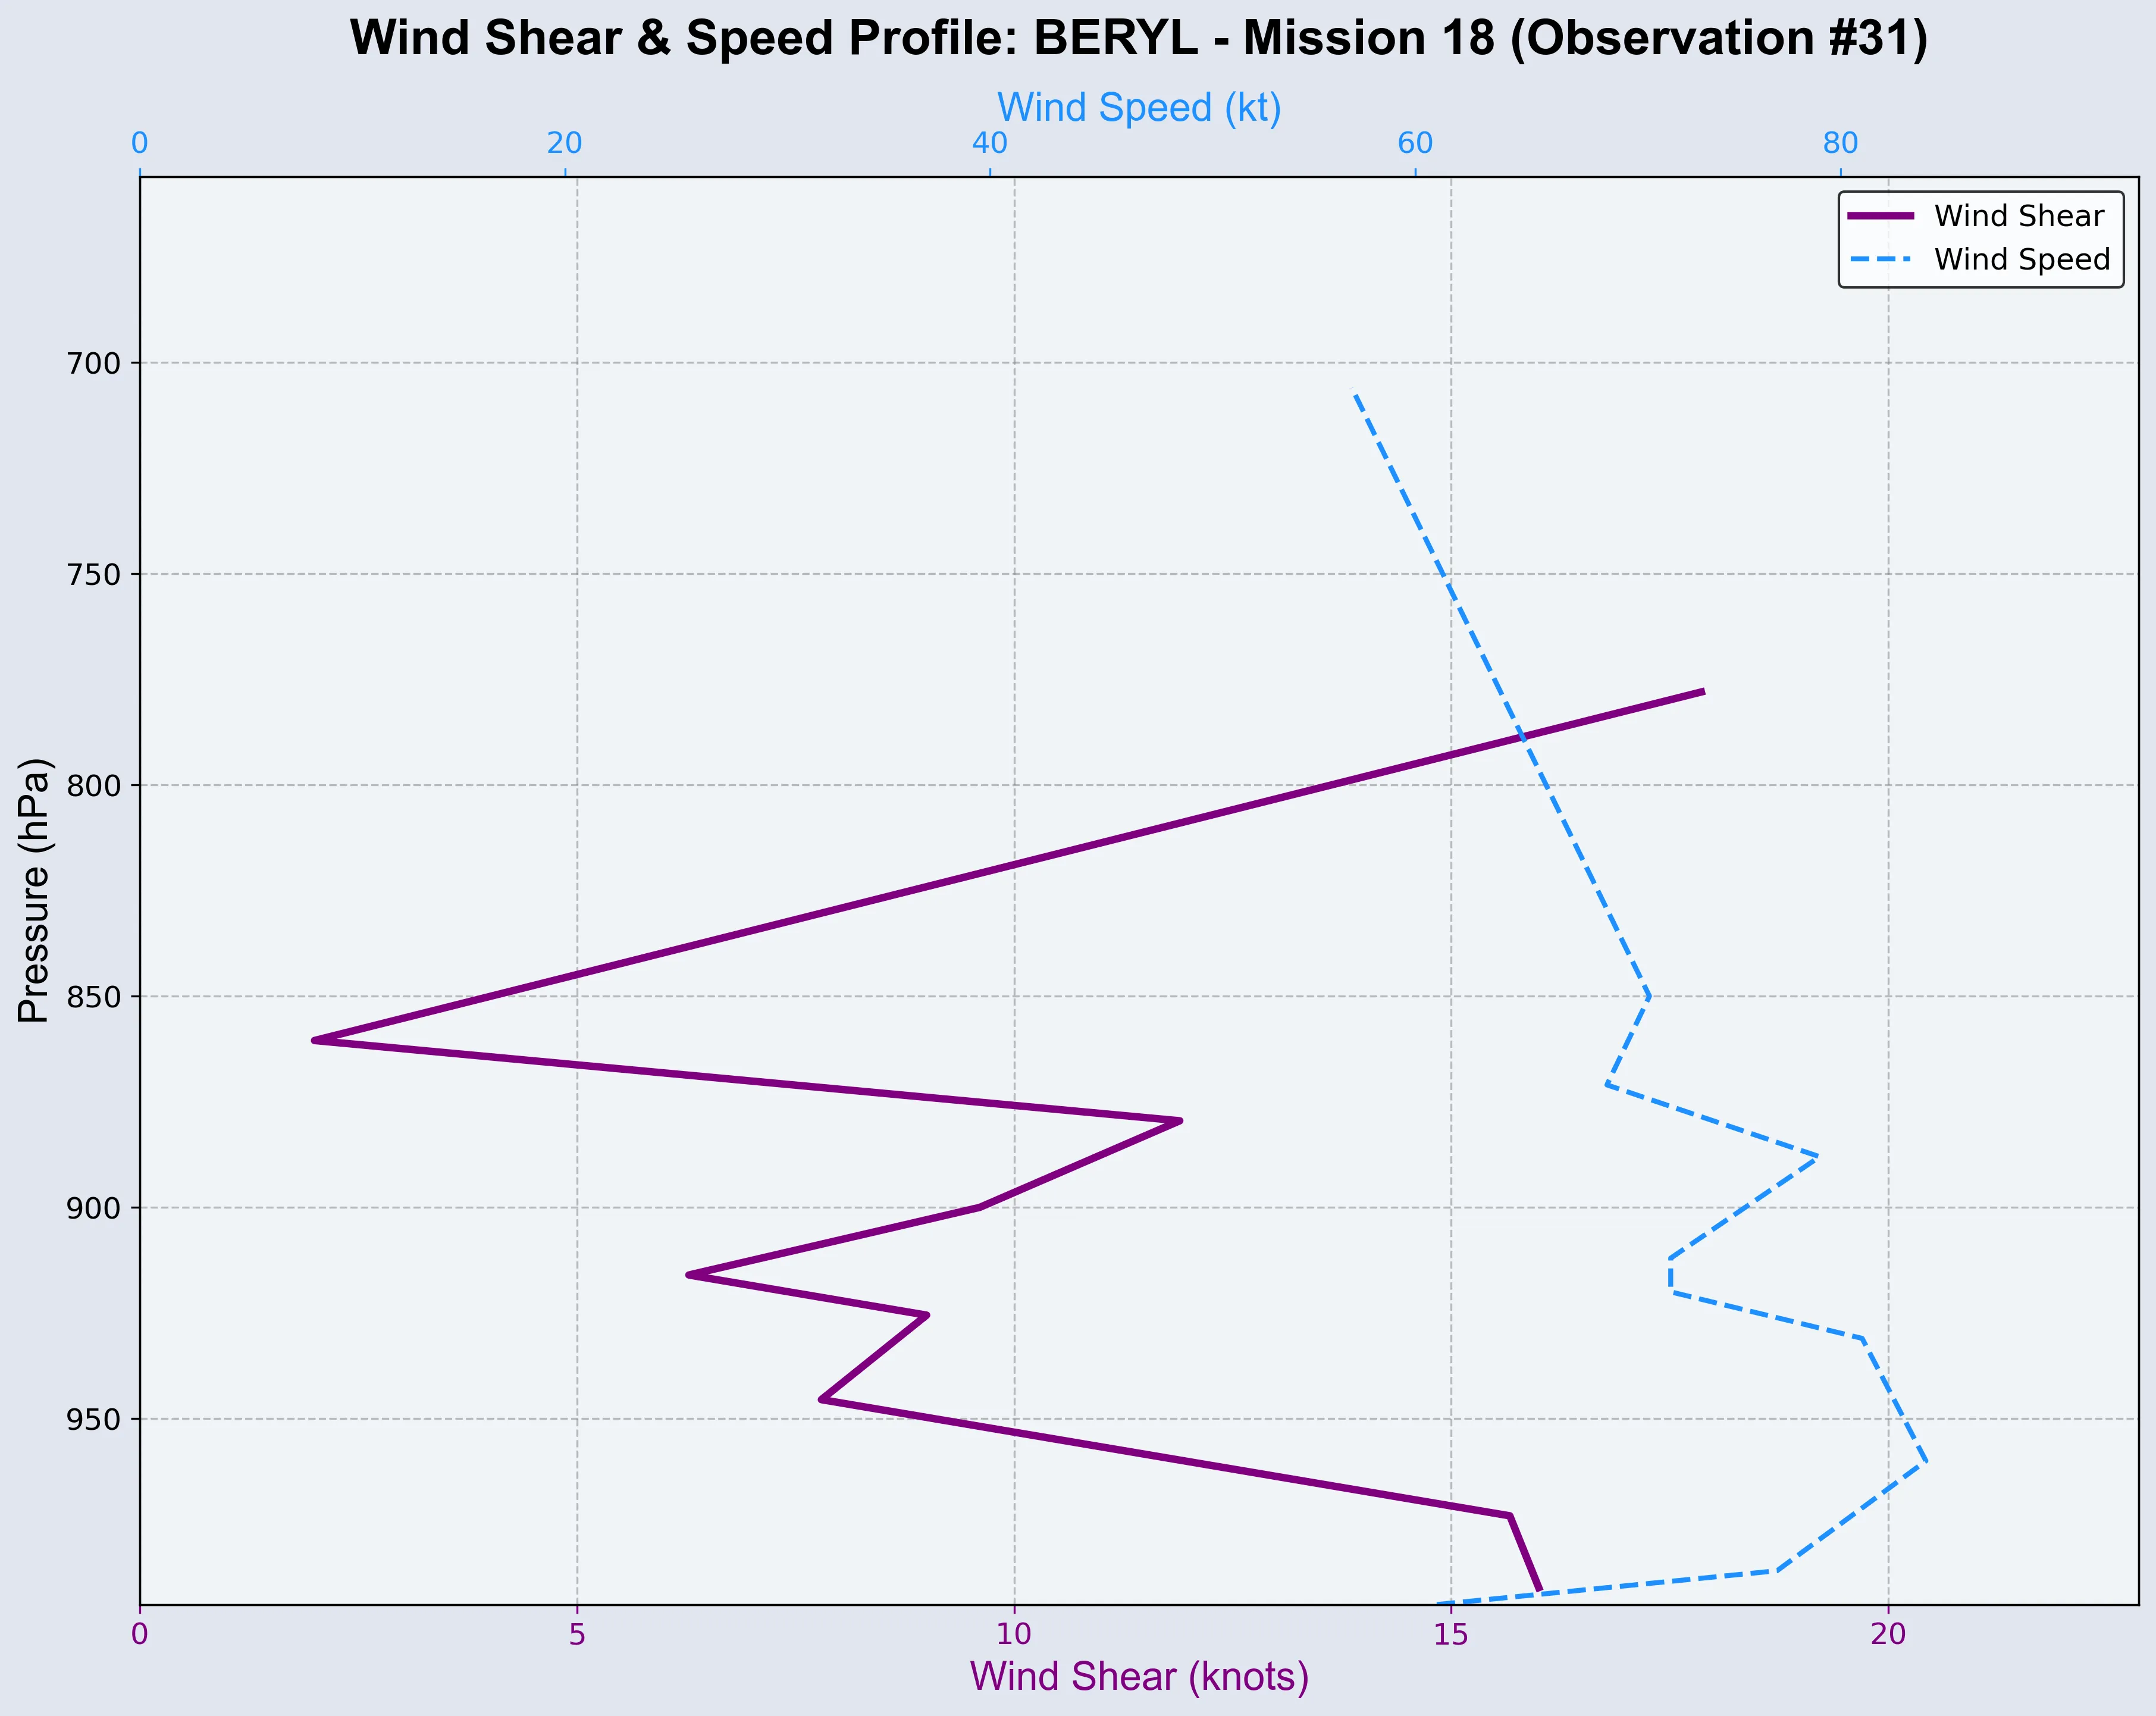 Wind Shear & Speed Profile: BERYL - Mission 18 (Observation #31)
Wind Speed (kt)
0 20 40 60 80
Wind Shear
Wind Speed
700
750
800
850
900
950
Pressure (hPa)
0 5 10 15 20
Wind Shear (knots)